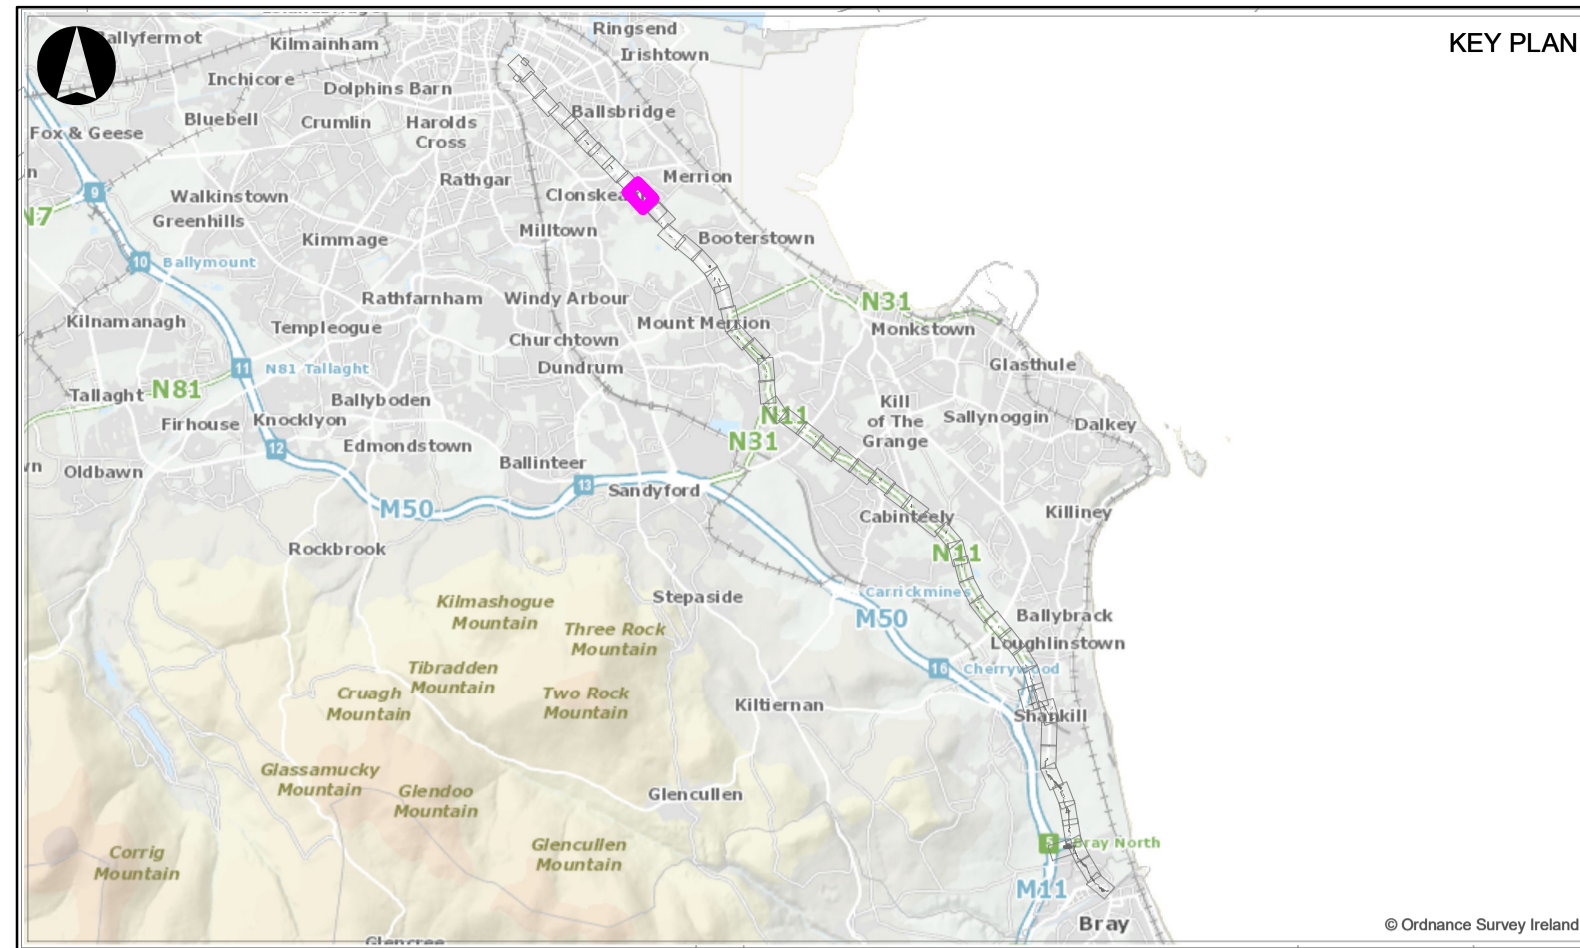 KEY PLAN
Ringsend
Ballyfermot
Kilmainham
Irishtown
Inchicore
Dolphins Barn
Ballsbridge
Bluebell
Crumlin
Harolds
Cross
Fox & Geese
Merrion
Rathgar
9
Walkinstown
Clonskea
N7
Greenhills
Milltown
Kimmage
Booterstown
10
Ballymount
Rathfarnham
Windy Arbour
N31
Kilnamanagh
Templeogue
Mount Merrion
Monkstown
Churchtown
Glasthule
11
N81 Tallaght
Dundrum
Tallaght
N81
Ballyboden
Kill
of The
Grange
N11
Sallynoggin
Dalkey
Firhouse
Knocklyon
N31
12
Edmondstown
Ballinteer
Oldbawn
13
Sandyford
M50
Cabinteely
Killiney
Rockbrook
N11
Stepaside
Carrickmines
Kilmashogue
Mountain
M50
Ballybrack
Three Rock
Mountain
Loughlinstown
Tibradden
Mountain
16
Cherrywood
Cruagh
Mountain
Two Rock
Mountain
Kiltiernan
Shankill
Glassamucky
Mountain
Glendoo
Mountain
Glencullen
Glencullen
Mountain
5
Bray North
Corrig
Mountain
M11
Bray
© Ordnance Survey Ireland
Glencree